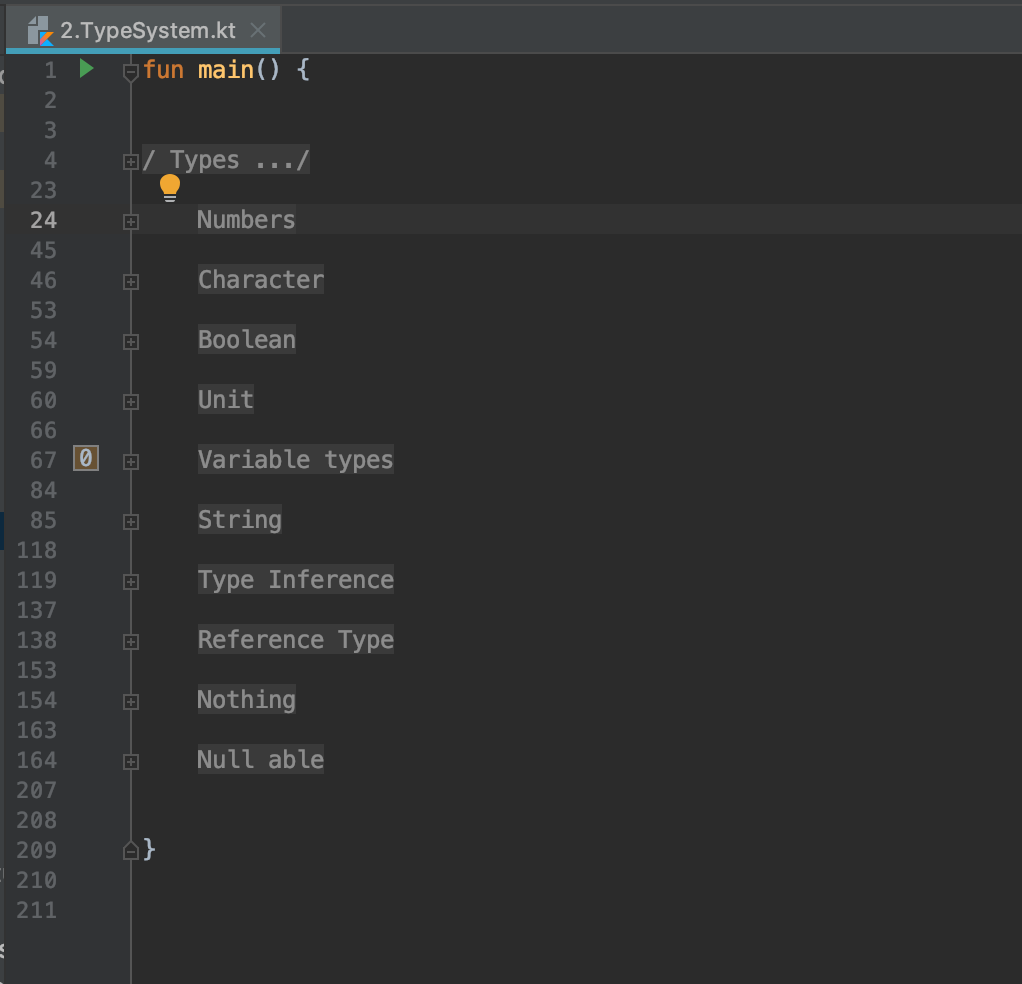 2.TypeSystem.kt
1 fun main() {
2
3
4 / Types .../
23
24 Numbers
45
46 Character
53
54 Boolean
59
60 Unit
66
67 0 Variable types
84
85 String
118
119 Type Inference
137
138 Reference Type
153
154 Nothing
163
164 Null able
207
208
209 }
210
211